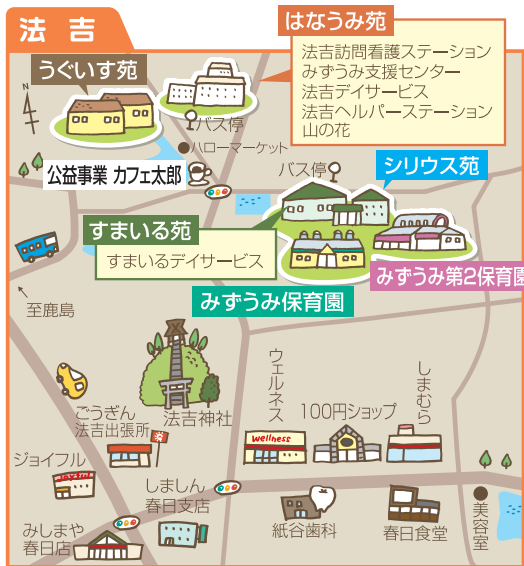 法吉
はなうみ苑
法吉訪問看護ステーション
みずうみ支援センター
法吉デイサービス
法吉ヘルパーステーション
山の花
うぐいす苑
N
バス停
ハローマーケット
公益事業 カフェ太郎
バス停
シリウス苑
すまいる苑
すまいるデイサービス
みずうみ第2保育園
みずうみ保育園
至鹿島
法吉神社
ウェルネス
wellness
100円ショップ
しまむら
ごうぎん
法吉出張所
ジョイフル
しましん
春日支店
みしまや
春日店
紙谷歯科
春日食堂
美容室